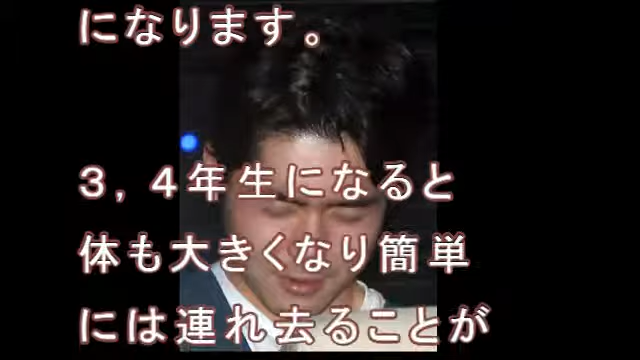 になります。
３，４年生になると
体も大きくなり簡単
には連れ去ることが